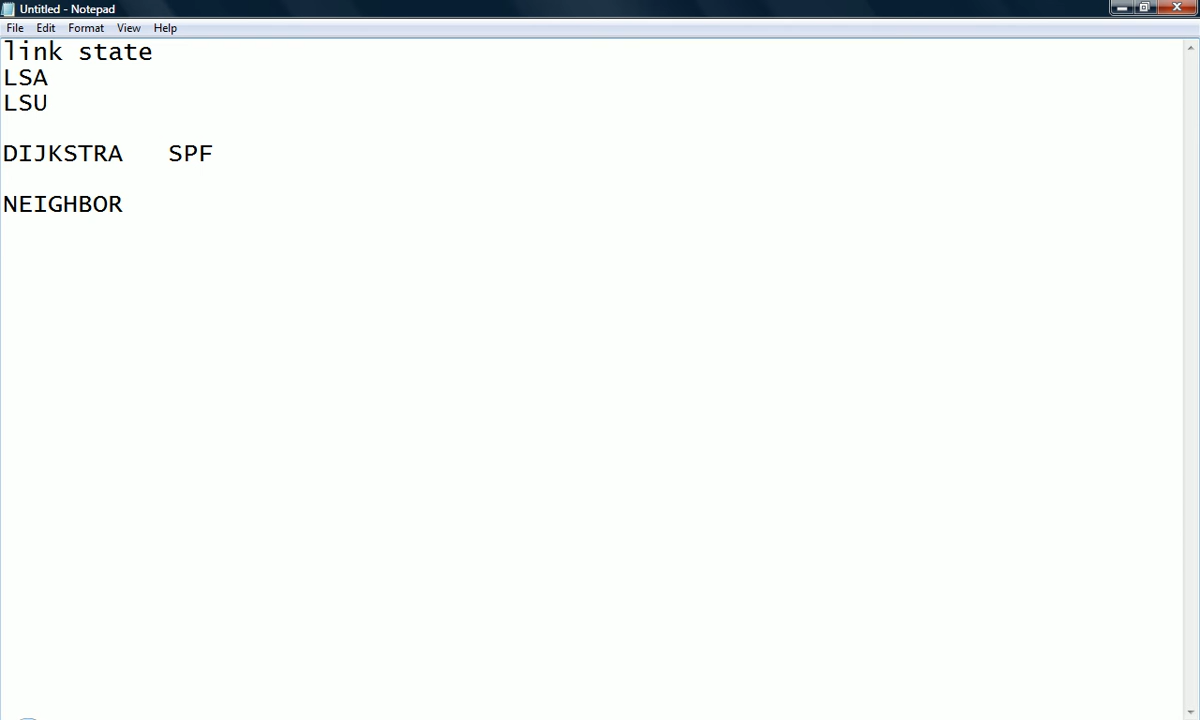 Untitled - Notepad
File Edit Format View Help
link state
LSA
LSU
DIJKSTRA SPF
NEIGHBOR